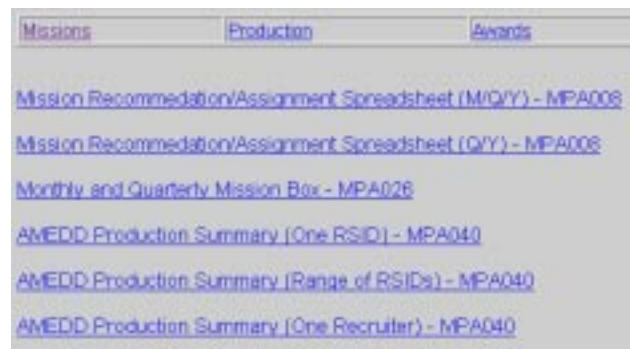 Missions Production Awards
Mission Recommedation/Assignment Spreadsheet (M/Q/Y) - MPA008
Mission Recommedation/Assignment Spreadsheet (Q/Y) - MPA008
Monthly and Quarterly Mission Box - MPA026
AMEDD Production Summary (One RSID) - MPA040
AMEDD Production Summary (Range of RSIDs) - MPA040
AMEDD Production Summary (One Recruiter) - MPA040